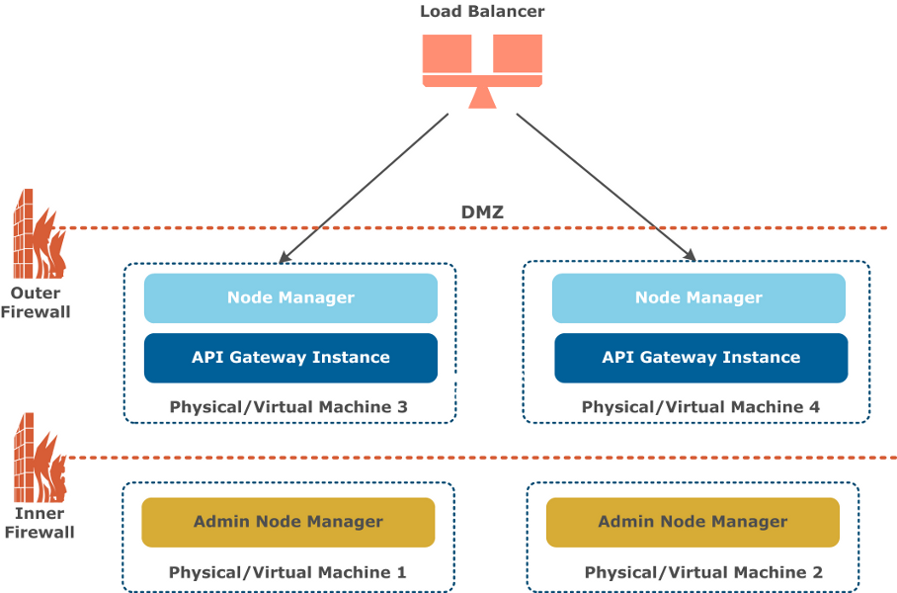 Load Balancer
DMZ
Outer
Firewall
Node Manager
Node Manager
API Gateway Instance
API Gateway Instance
Physical/Virtual Machine 3
Physical/Virtual Machine 4
Inner
Firewall
Admin Node Manager
Admin Node Manager
Physical/Virtual Machine 1
Physical/Virtual Machine 2